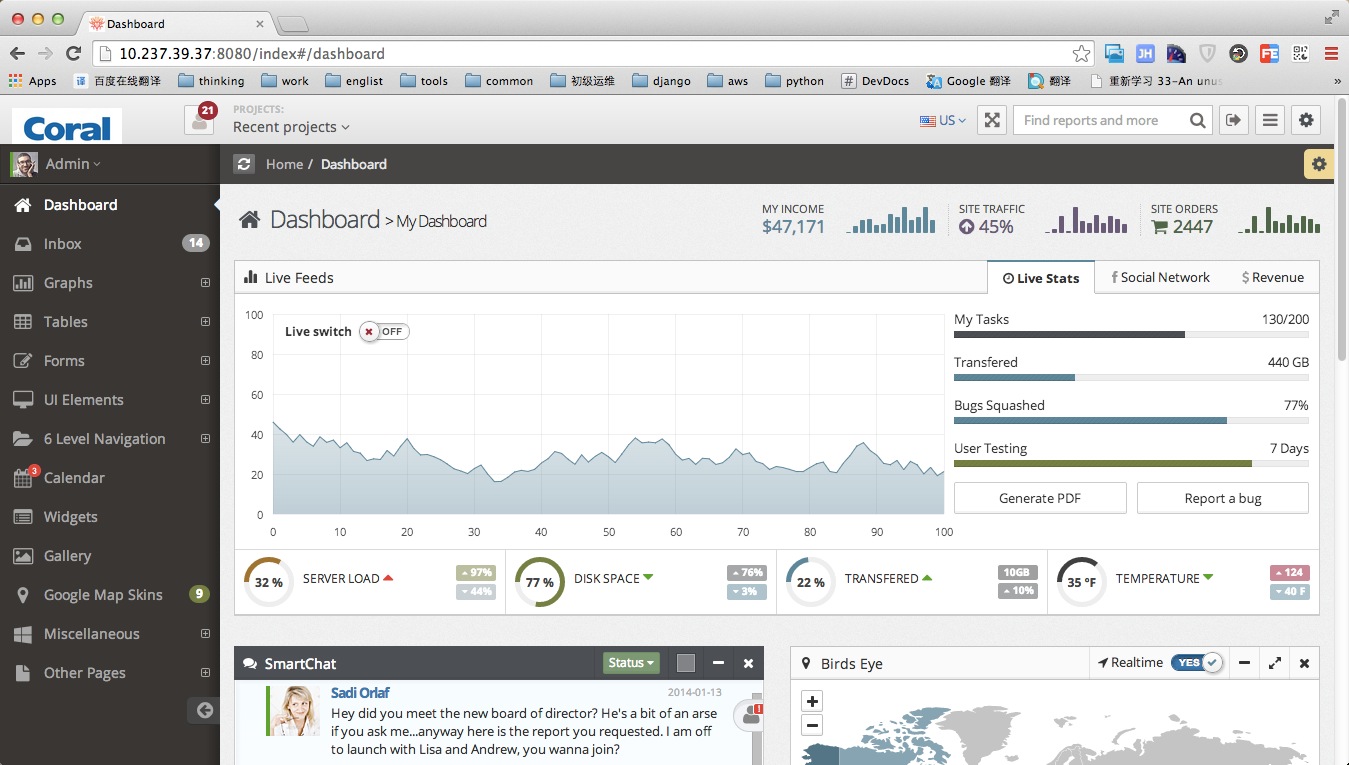 Dashboard
10.237.39.37:8080/index#/dashboard
JH
FE
Apps
译
百度在线翻译
thinking
work
englist
tools
common
初级运维
django
aws
python
# DevDocs
Google 翻译
翻译
重新学习 33-An unus
»
Coral
21
PROJECTS:
Recent projects
US
Find reports and more
Admin
Home / Dashboard
Dashboard
Inbox 14
Graphs
Tables
Forms
UI Elements
6 Level Navigation
3
Calendar
Widgets
Gallery
Google Map Skins 9
Miscellaneous
Other Pages
Dashboard > My Dashboard
MY INCOME
$47,171
SITE TRAFFIC
45%
SITE ORDERS
2447
Live Feeds
Live Stats
Social Network
$ Revenue
Live switch OFF
100
80
60
40
20
0
0 10 20 30 40 50 60 70 80 90 100
My Tasks 130/200
Transfered 440 GB
Bugs Squashed 77%
User Testing 7 Days
Generate PDF
Report a bug
32 %
SERVER LOAD
97%
44%
77 %
DISK SPACE
76%
3%
22 %
TRANSFERED
10GB
10%
35 °F
TEMPERATURE
124
40 F
SmartChat
Status
Sadi Orlaf 2014-01-13
Hey did you meet the new board of director? He's a bit of an arse
if you ask me...anyway here is the report you requested. I am off
to launch with Lisa and Andrew, you wanna join?
!
Birds Eye
Realtime YES
+
−